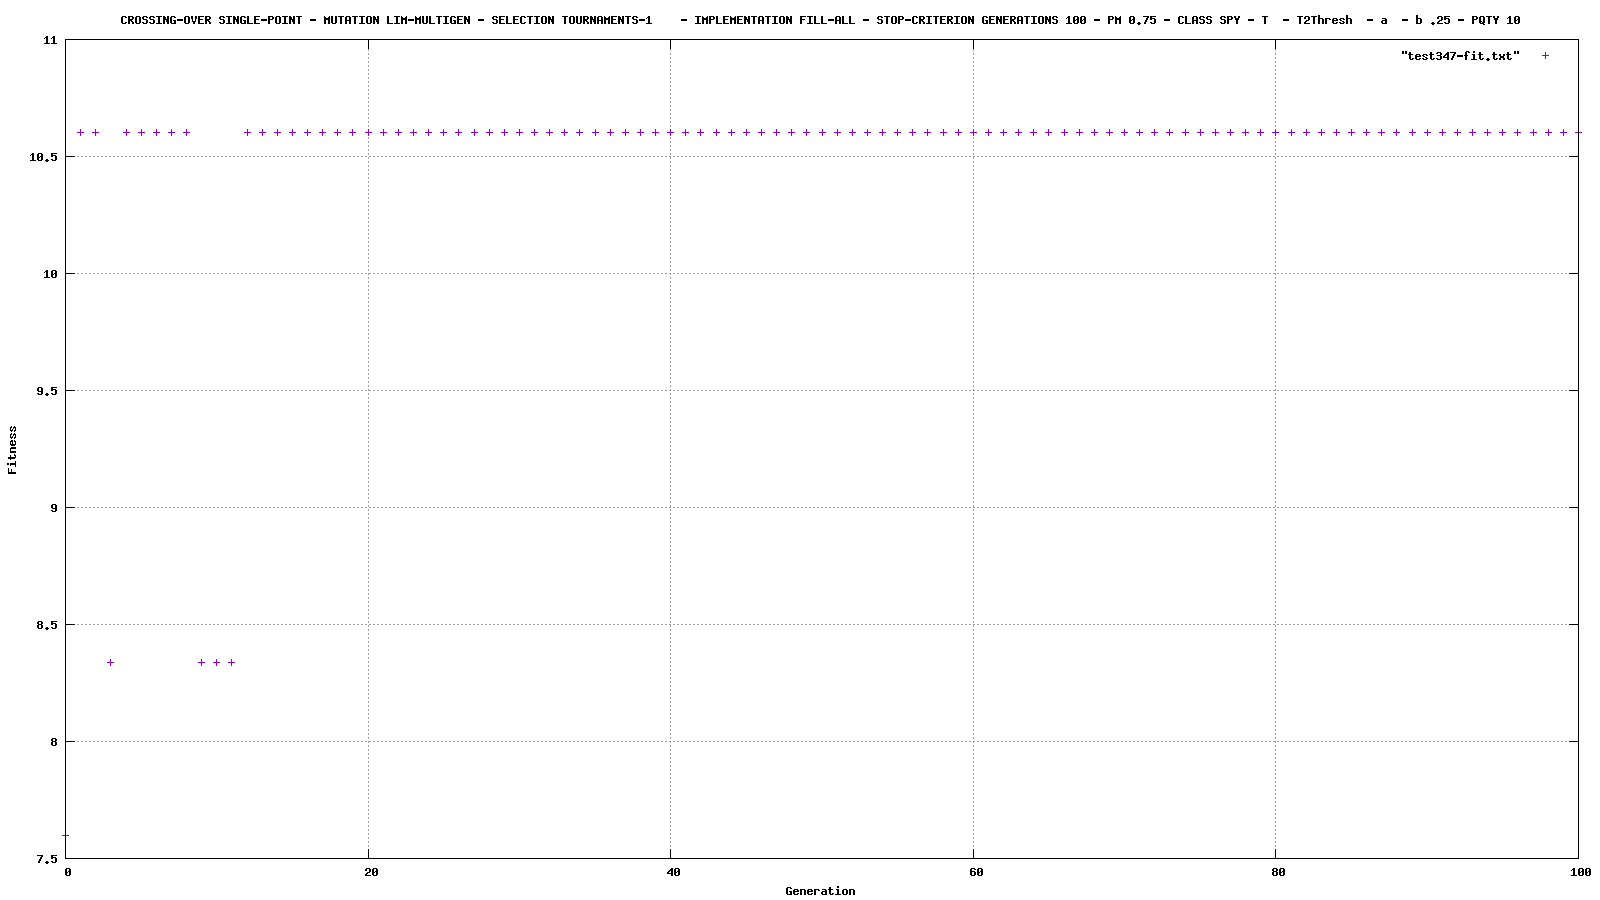 CROSSING-OVER SINGLE-POINT - MUTATION LIM-MULTIGEN - SELECTION TOURNAMENTS-1    - IMPLEMENTATION FILL-ALL - STOP-CRITERION GENERATIONS 100 - PM 0.75 - CLASS SPY - T  - T2Thresh  - a  - b .25 - PQTY 10
11
"test347-fit.txt"
10.5
10
9.5
Fitness
9
8.5
8
7.5
0 20 40 60 80 100
Generation